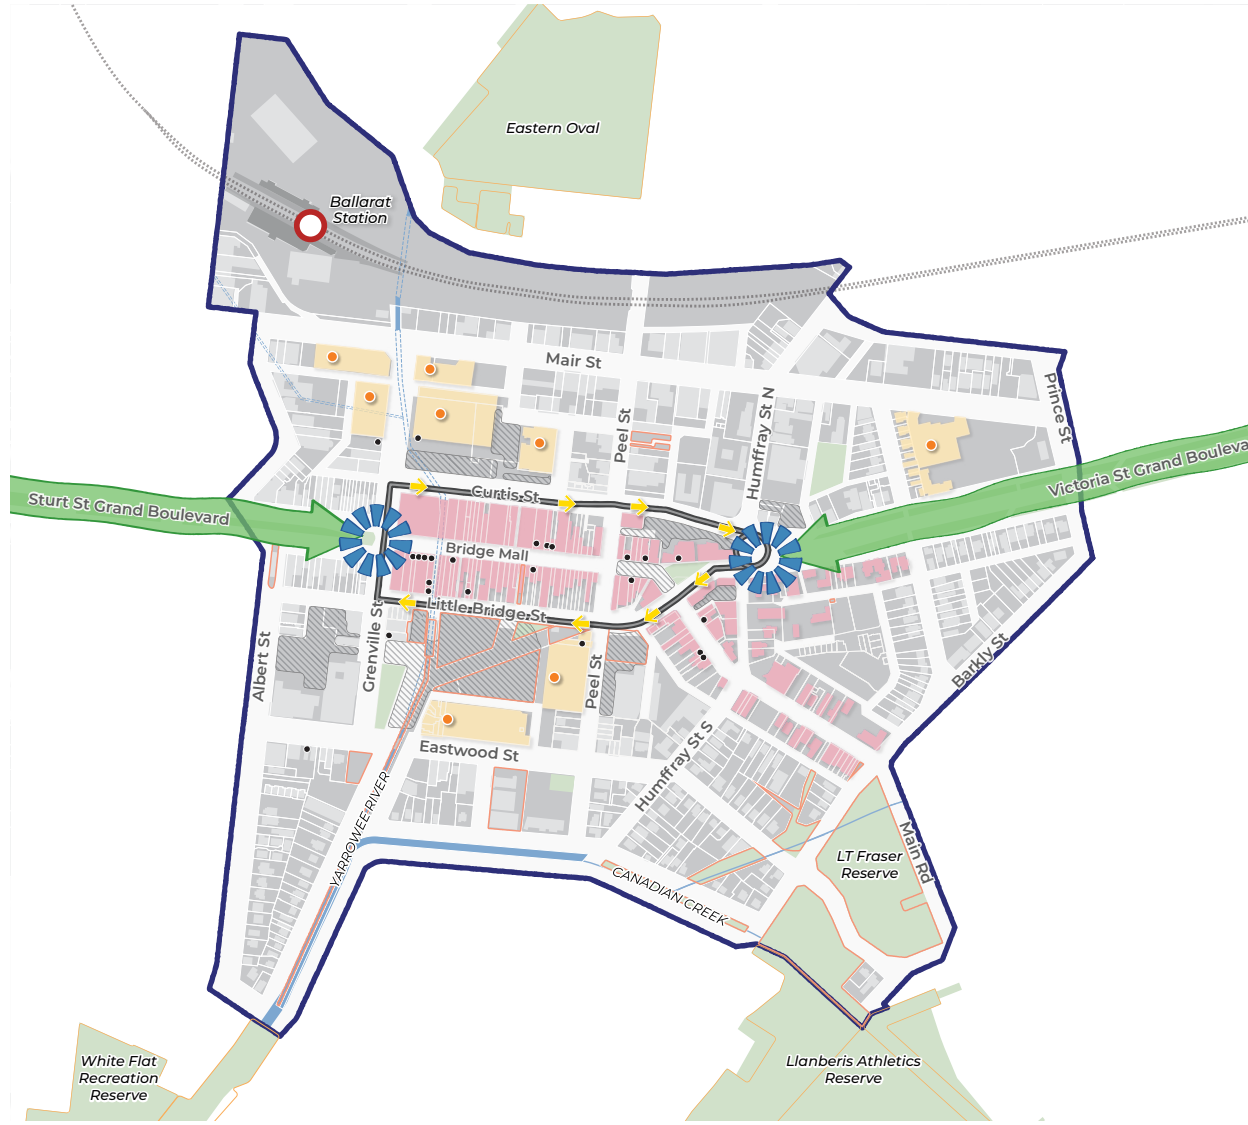 Eastern Oval
Ballarat
Station
Mair St
Prince St
Peel St
Humffray St N
Victoria St Grand Bouleva
Sturt St Grand Boulevard
Curtis St
Bridge Mall
Little Bridge St
Albert St
Grenville St
Peel St
Barkly St
Eastwood St
Humffray St S
YARROWEE RIVER
CANADIAN CREEK
LT Fraser
Reserve
Main Rd
White Flat
Recreation
Reserve
Llanberis Athletics
Reserve